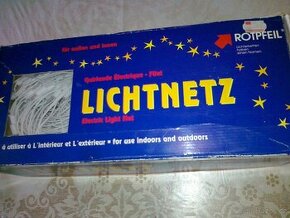 für außen und innen
ROTPFEIL
Guirlande Électrique - Filet
LICHTNETZ
Electric Light Net
à utiliser à L'intérieur et L'extérieur • for use indoors and outdoors